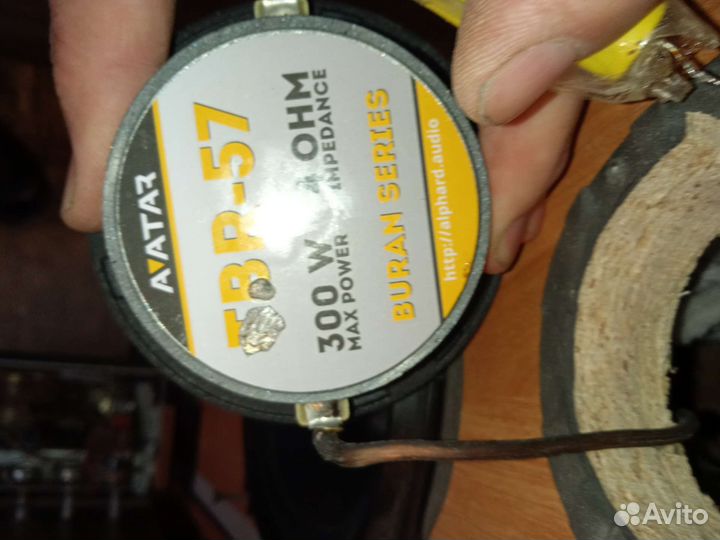 AVATAR
TBR-57
300 W
MAX POWER
4 OHM
IMPEDANCE
BURAN SERIES
http://alphard.audio
Avito